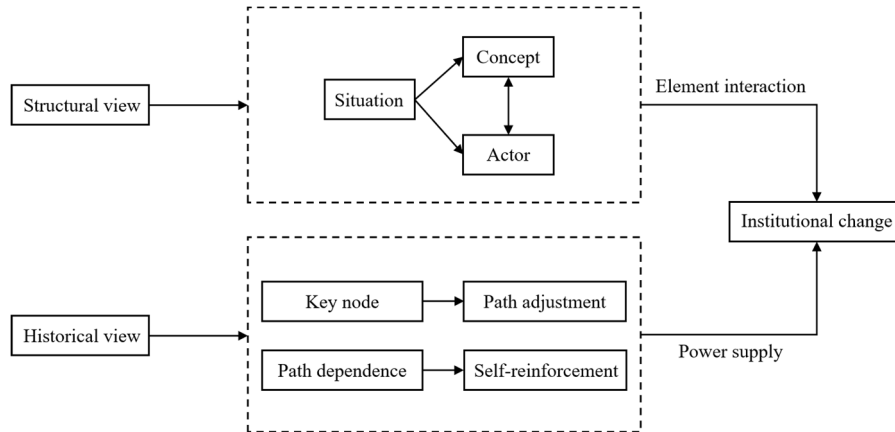 Structural view
Situation
Concept
Actor
Element interaction
Institutional change
Historical view
Key node
Path adjustment
Path dependence
Self-reinforcement
Power supply